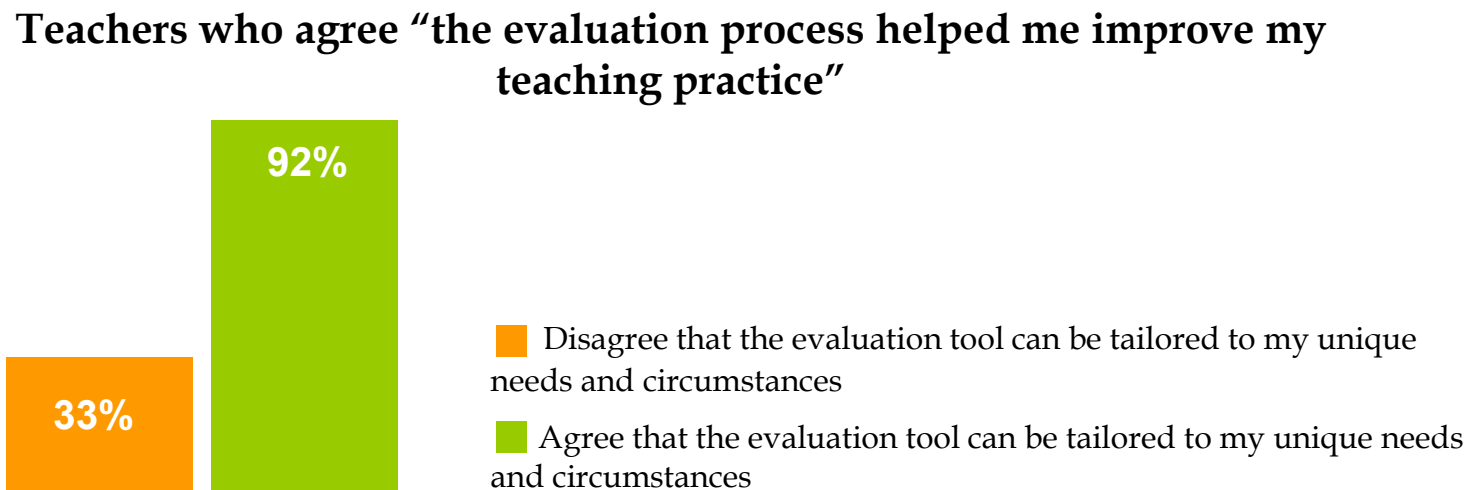 Teachers who agree “the evaluation process helped me improve my
teaching practice”
92%
33%
Disagree that the evaluation tool can be tailored to my unique
needs and circumstances
Agree that the evaluation tool can be tailored to my unique needs
and circumstances